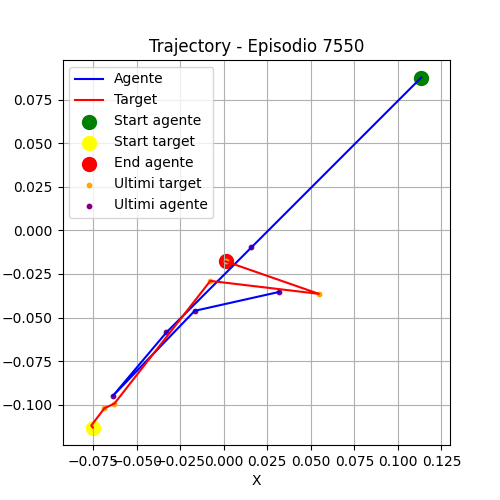 Trajectory - Episodio 7550
Agente
Target
Start agente
Start target
End agente
Ultimi target
Ultimi agente
0.075
0.050
0.025
0.000
−0.025
−0.050
−0.075
−0.100
−0.075 −0.050 −0.025 0.000 0.025 0.050 0.075 0.100 0.125
X